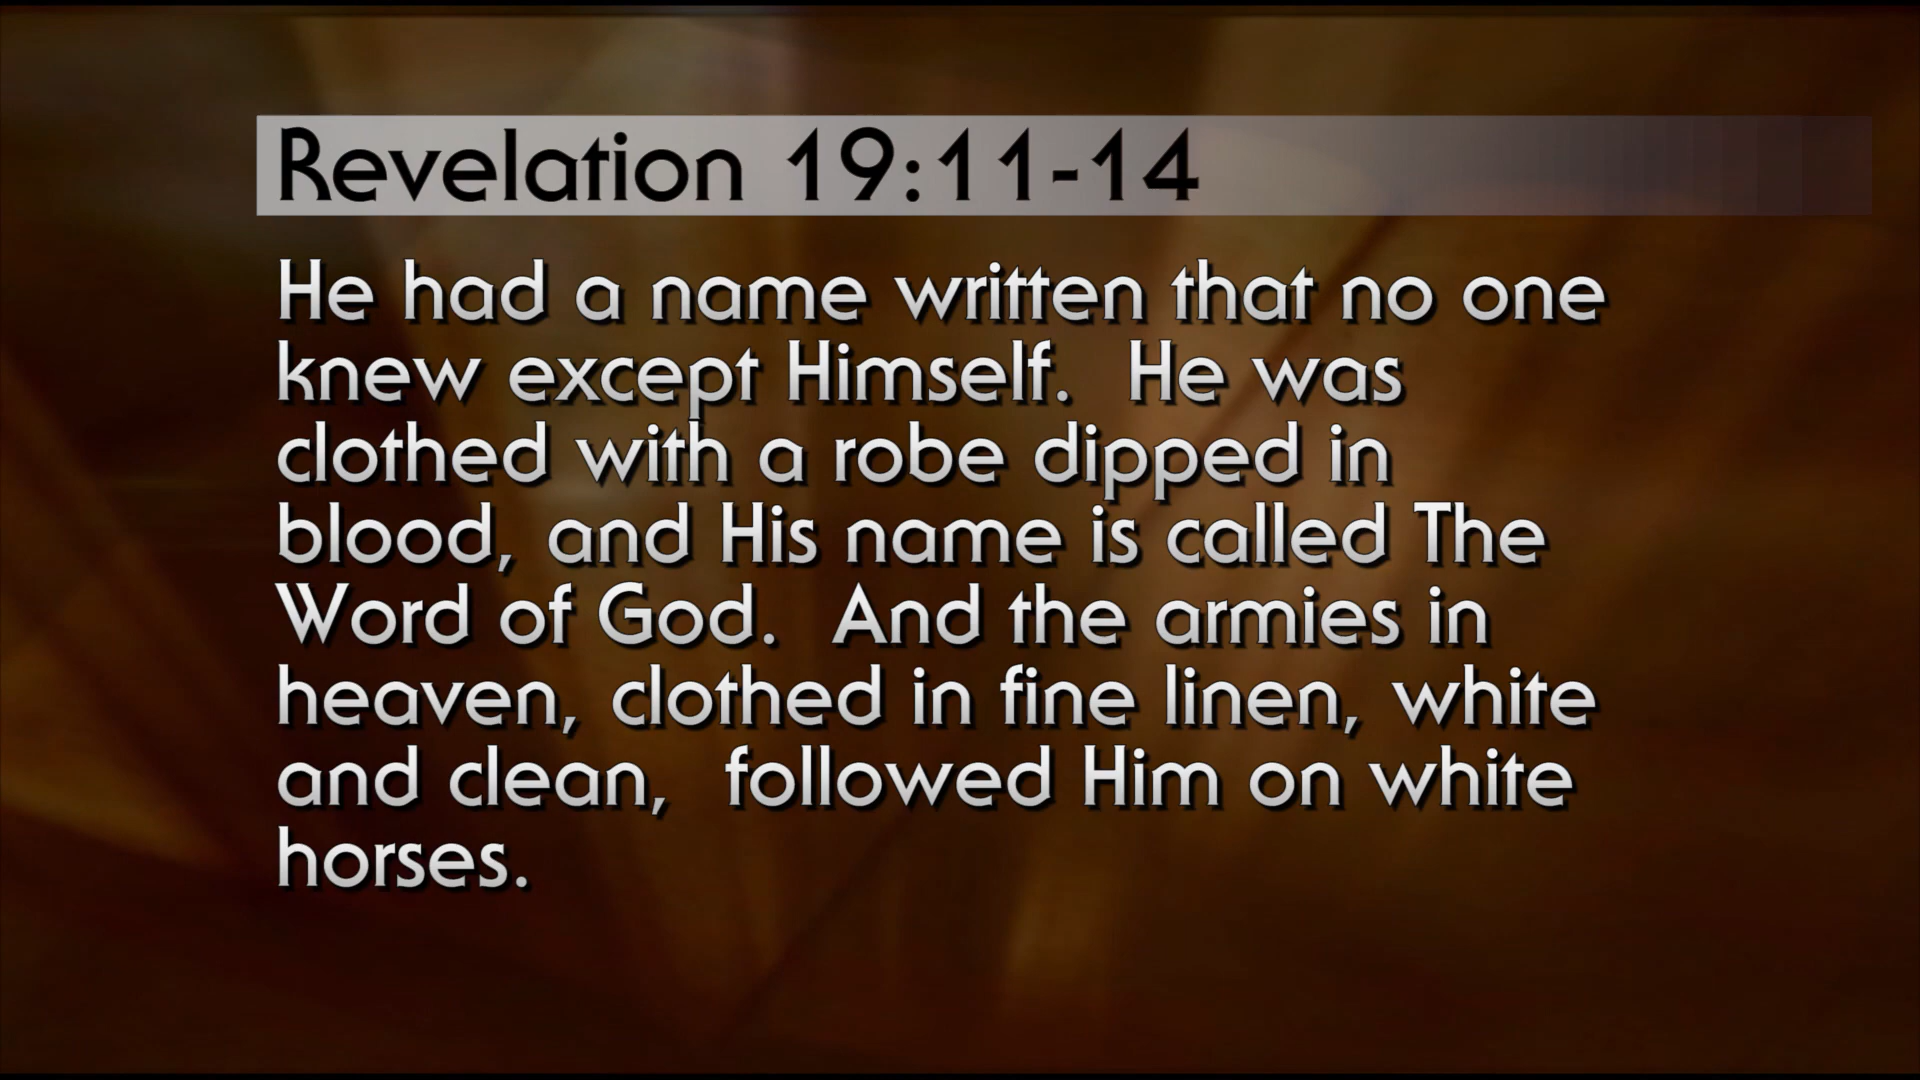 Revelation 19:11-14
He had a name written that no one
knew except Himself.  He was
clothed with a robe dipped in
blood, and His name is called The
Word of God.  And the armies in
heaven, clothed in fine linen, white
and clean,  followed Him on white
horses.